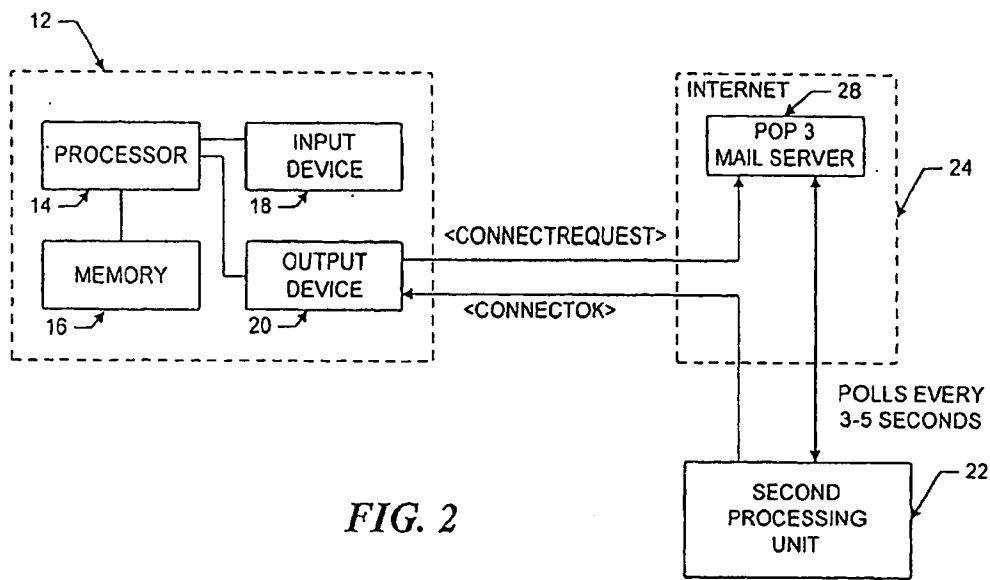 12
PROCESSOR
14
INPUT
DEVICE
18
MEMORY
16
OUTPUT
DEVICE
20
<CONNECTREQUEST>
<CONNECTOK>
INTERNET
28
POP 3
MAIL SERVER
24
POLLS EVERY
3-5 SECONDS
22
SECOND
PROCESSING
UNIT
FIG. 2